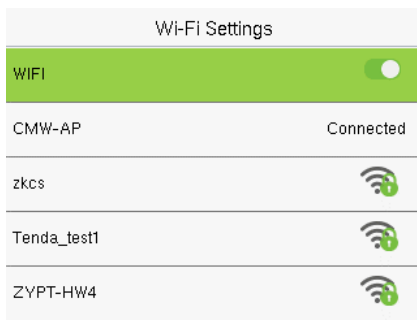 Wi-Fi Settings
WIFI
CMW-AP Connected
zkcs
Tenda_test1
ZYPT-HW4